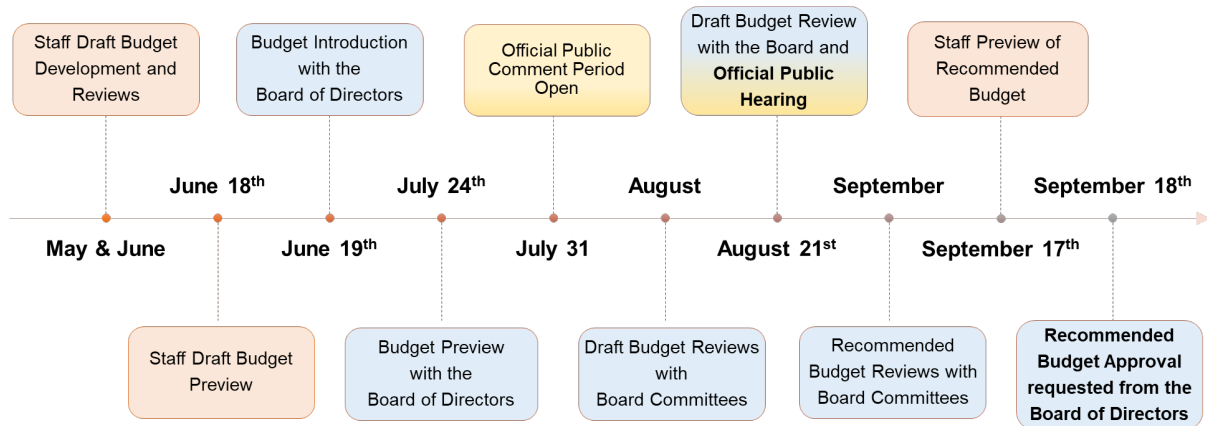 Staff Draft Budget
Development and
Reviews
Budget Introduction
with the
Board of Directors
Official Public
Comment Period
Open
Draft Budget Review
with the Board and
Official Public
Hearing
Staff Preview of
Recommended
Budget
June 18th
July 24th
August
September
September 18th
May & June
June 19th
July 31
August 21st
September 17th
Staff Draft Budget
Preview
Budget Preview
with the
Board of Directors
Draft Budget Reviews
with
Board Committees
Recommended
Budget Reviews with
Board Committees
Recommended
Budget Approval
requested from the
Board of Directors